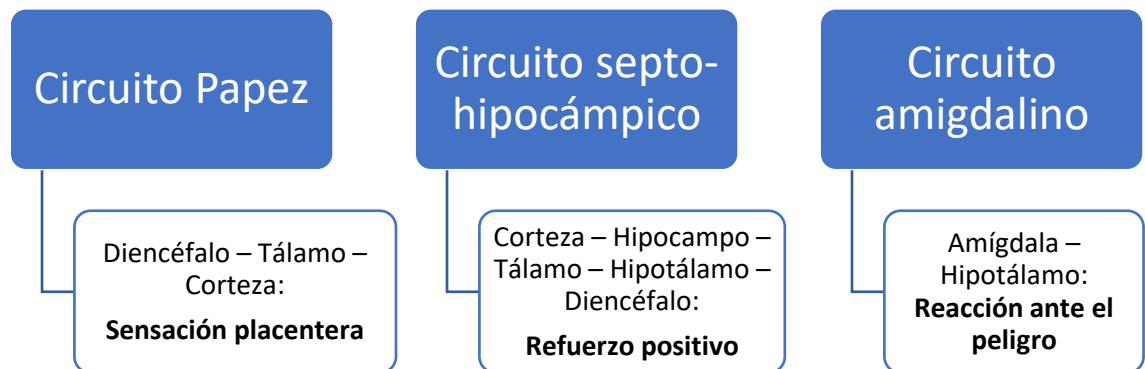 Circuito Papez
Diencéfalo – Tálamo –
Corteza:
Sensación placentera
Circuito septo-
hipocámpico
Corteza – Hipocampo –
Tálamo – Hipotálamo –
Diencéfalo:
Refuerzo positivo
Circuito
amigdalino
Amígdala –
Hipotálamo:
Reacción ante el
peligro